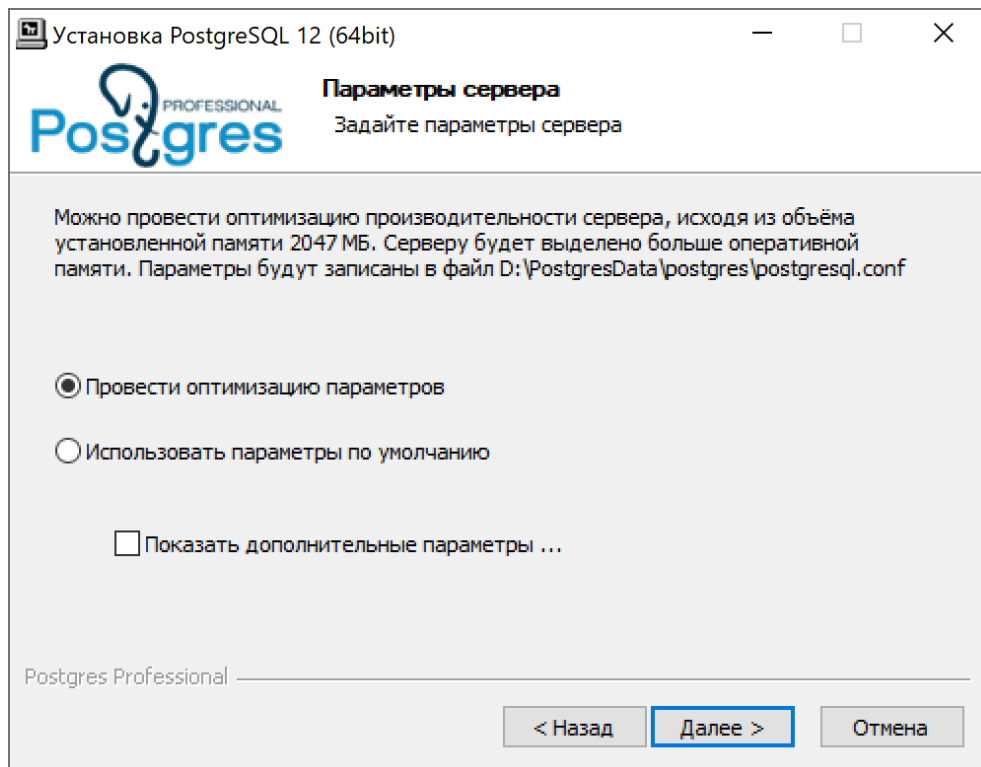 Установка PostgreSQL 12 (64bit)
PROFESSIONAL
Postgres
Параметры сервера
Задайте параметры сервера
Можно провести оптимизацию производительности сервера, исходя из объёма
установленной памяти 2047 МБ. Серверу будет выделено больше оперативной
памяти. Параметры будут записаны в файл D:\PostgresData\postgres\postgresql.conf
Провести оптимизацию параметров
Использовать параметры по умолчанию
Показать дополнительные параметры ...
Postgres Professional
< Назад
Далее >
Отмена